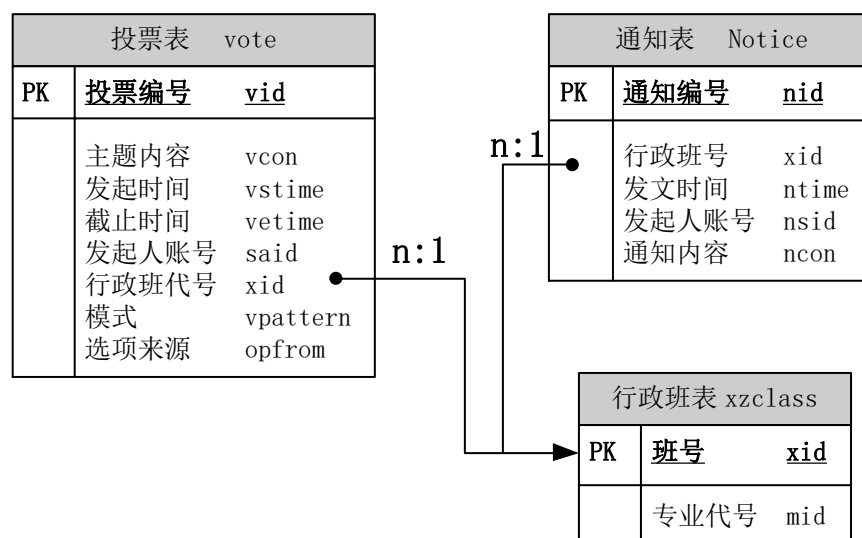 投票表 vote
PK 投票编号 vid
主题内容 vcon
发起时间 vstime
截止时间 vetime
发起人账号 said
行政班代号 xid
模式 vpattern
选项来源 opfrom
n:1
n:1
通知表 Notice
PK 通知编号 nid
行政班号 xid
发文时间 ntime
发起人账号 nsid
通知内容 ncon
行政班表 xzclass
PK 班号 xid
专业代号 mid